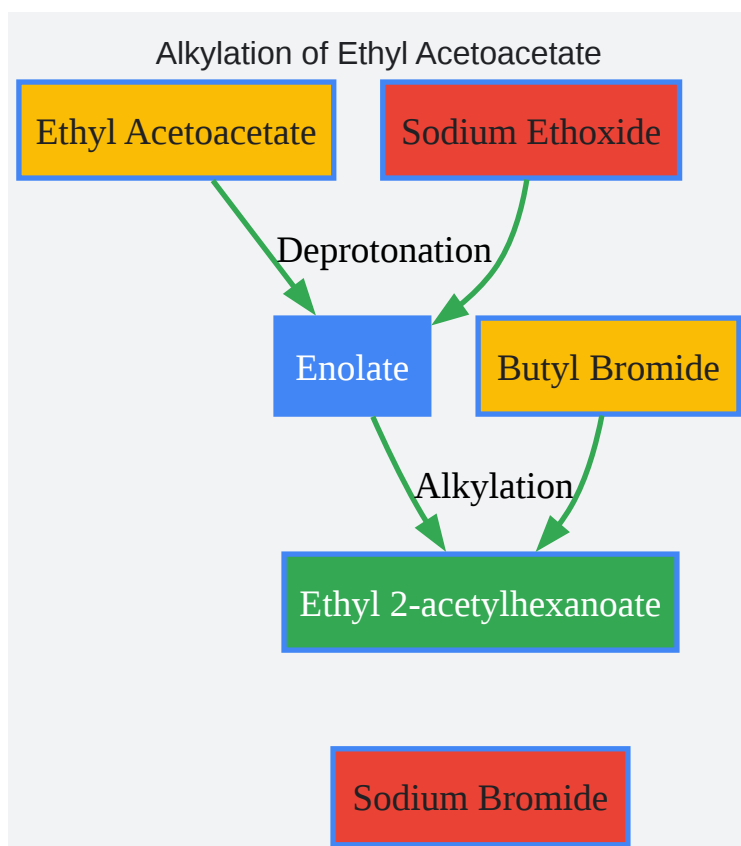 Alkylation of Ethyl Acetoacetate
Ethyl Acetoacetate
Sodium Ethoxide
Deprotonation
Enolate
Butyl Bromide
Alkylation
Ethyl 2-acetylhexanoate
Sodium Bromide